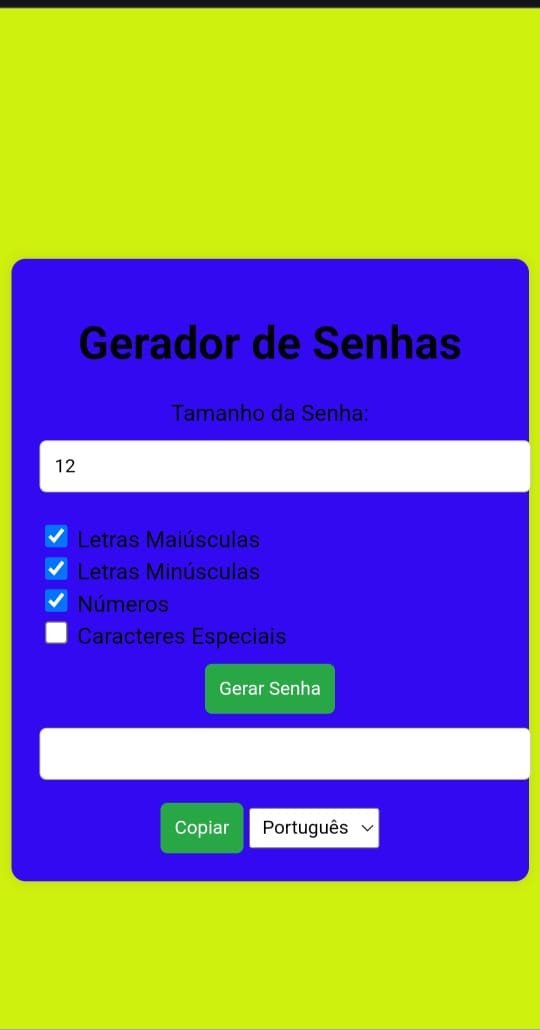 Gerador de Senhas
Tamanho da Senha:
12
Letras Maiúsculas
Letras Minúsculas
Números
Caracteres Especiais
Gerar Senha
Copiar Português